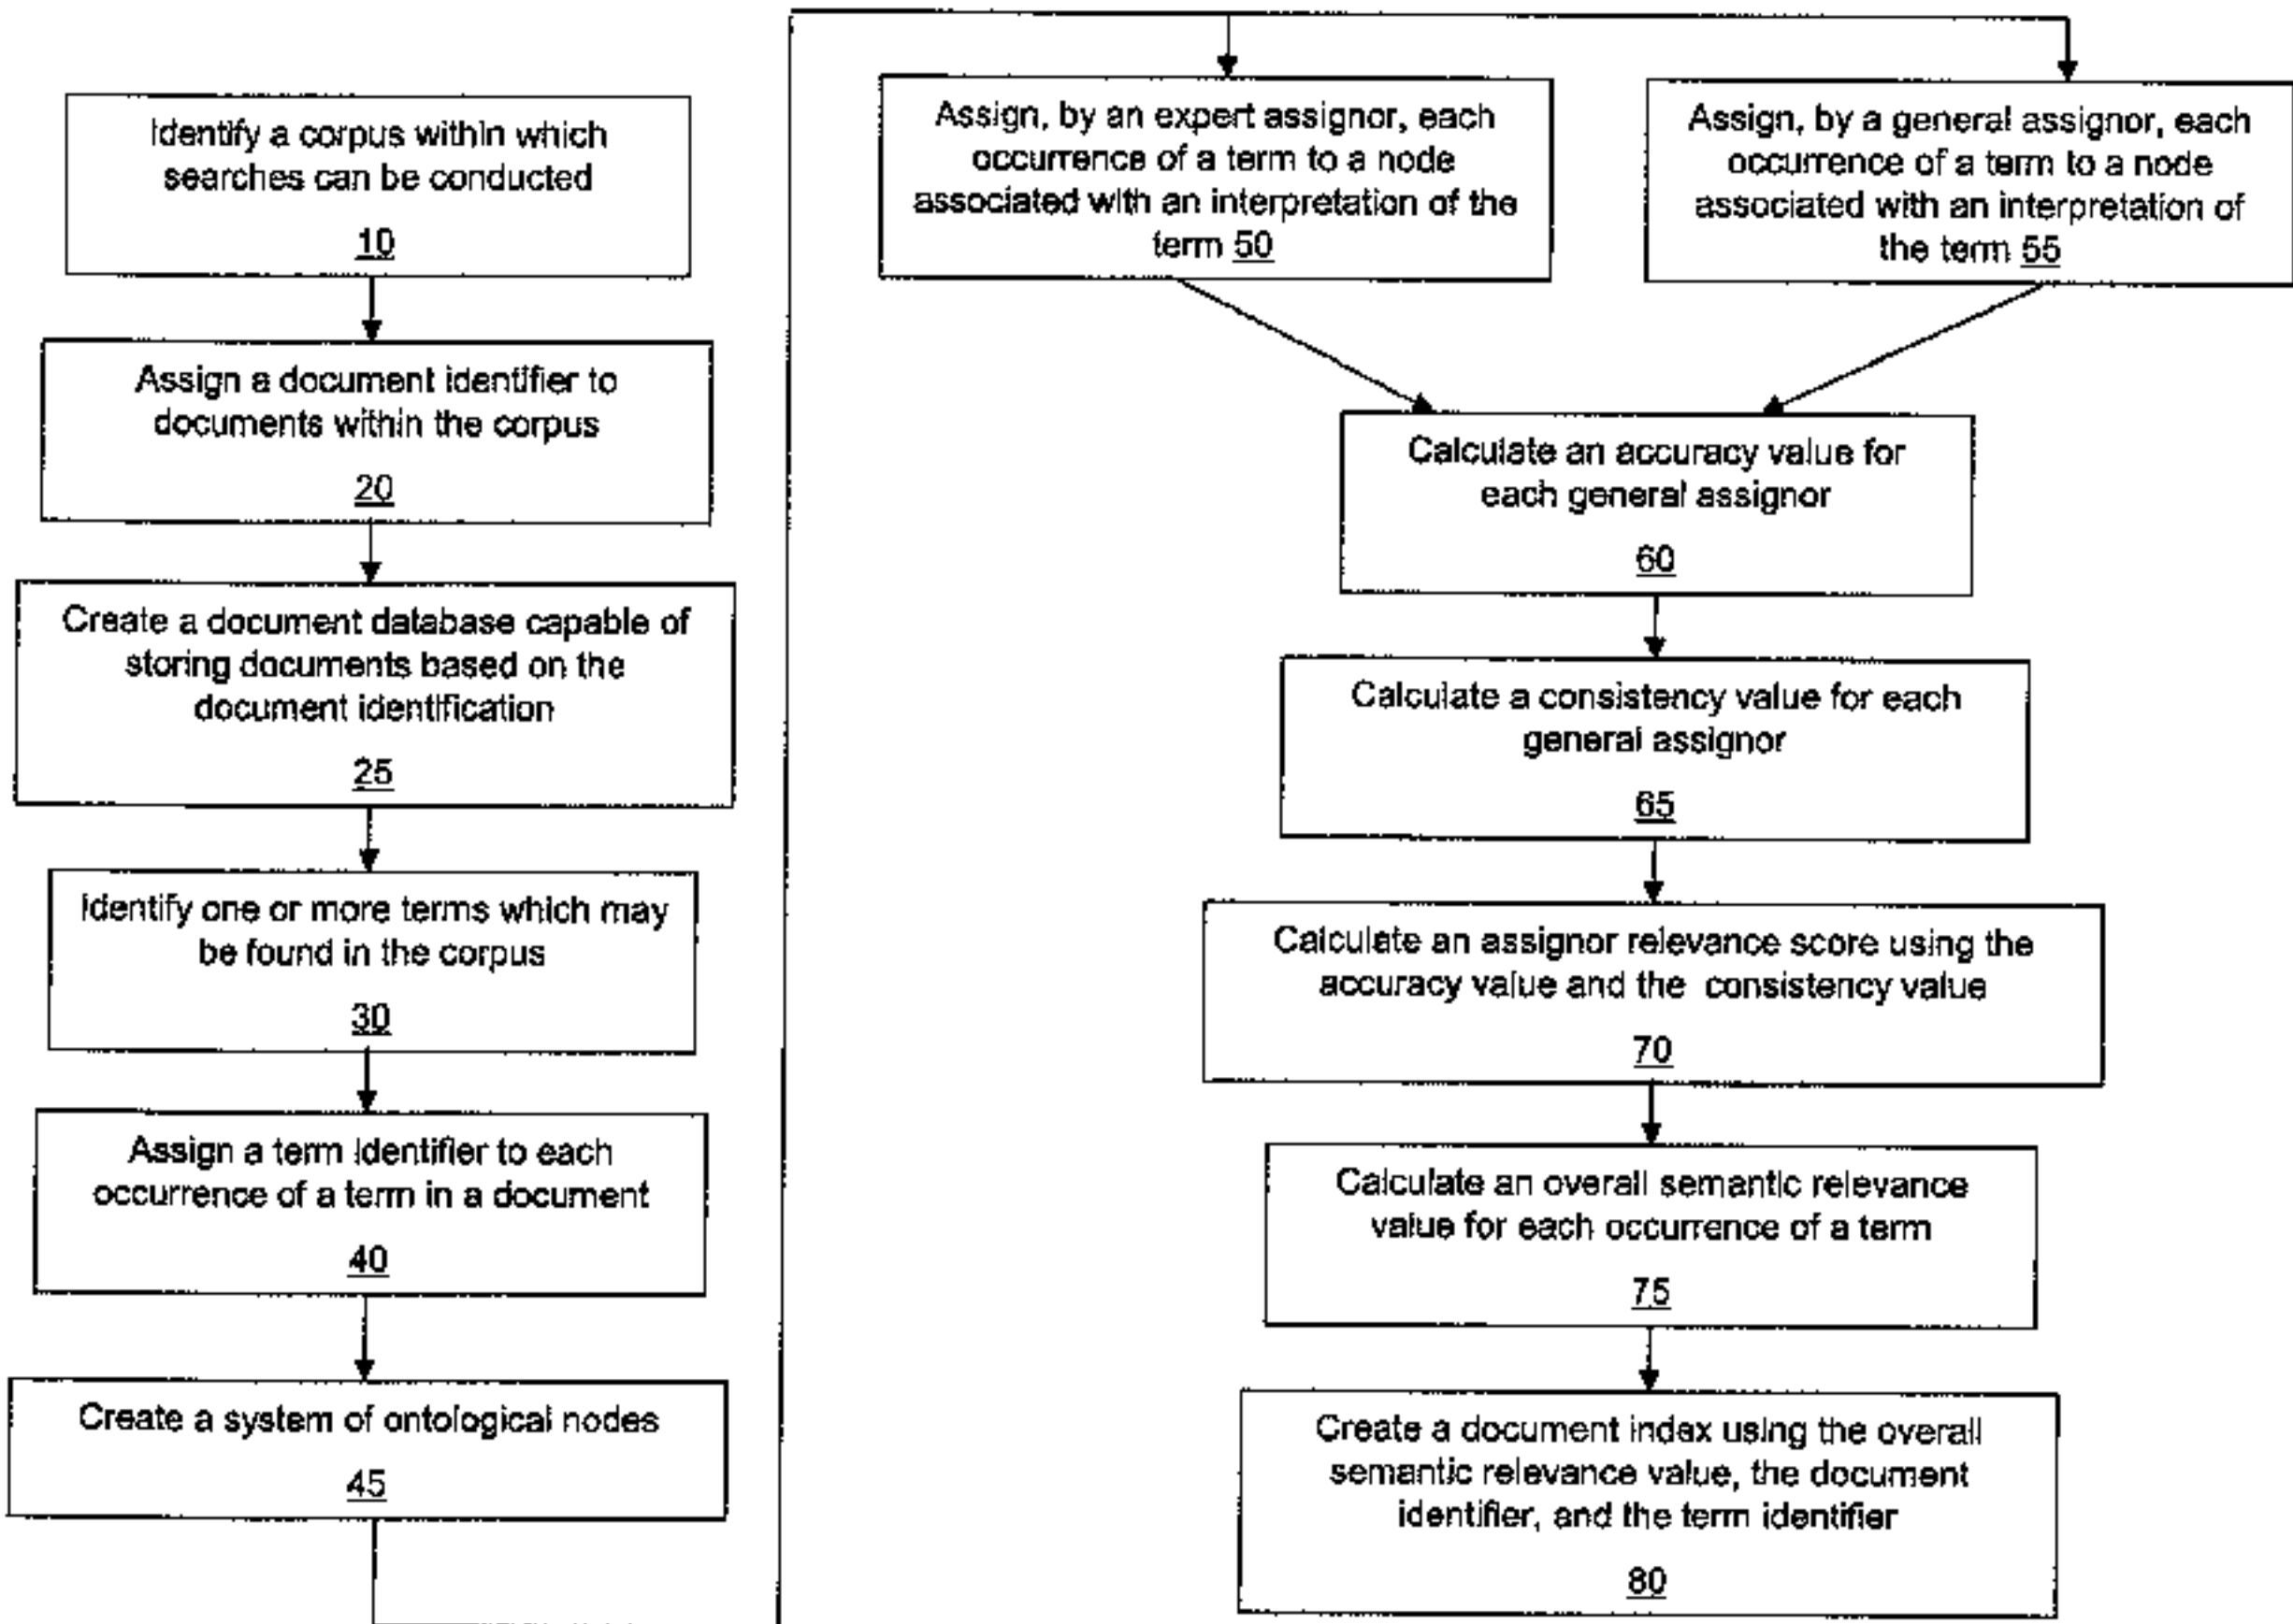 Identify a corpus within which
searches can be conducted
10
Assign a document identifier to
documents within the corpus
20
Create a document database capable of
storing documents based on the
document identification
25
Identify one or more terms which may
be found in the corpus
30
Assign a term identifier to each
occurrence of a term in a document
40
Create a system of ontological nodes
45
Assign, by an expert assignor, each
occurrence of a term to a node
associated with an interpretation of the
term 50
Assign, by a general assignor, each
occurrence of a term to a node
associated with an interpretation of
the term 55
Calculate an accuracy value for
each general assignor
60
Calculate a consistency value for each
general assignor
65
Calculate an assignor relevance score using the
accuracy value and the consistency value
70
Calculate an overall semantic relevance
value for each occurrence of a term
75
Create a document index using the overall
semantic relevance value, the document
identifier, and the term identifier
80